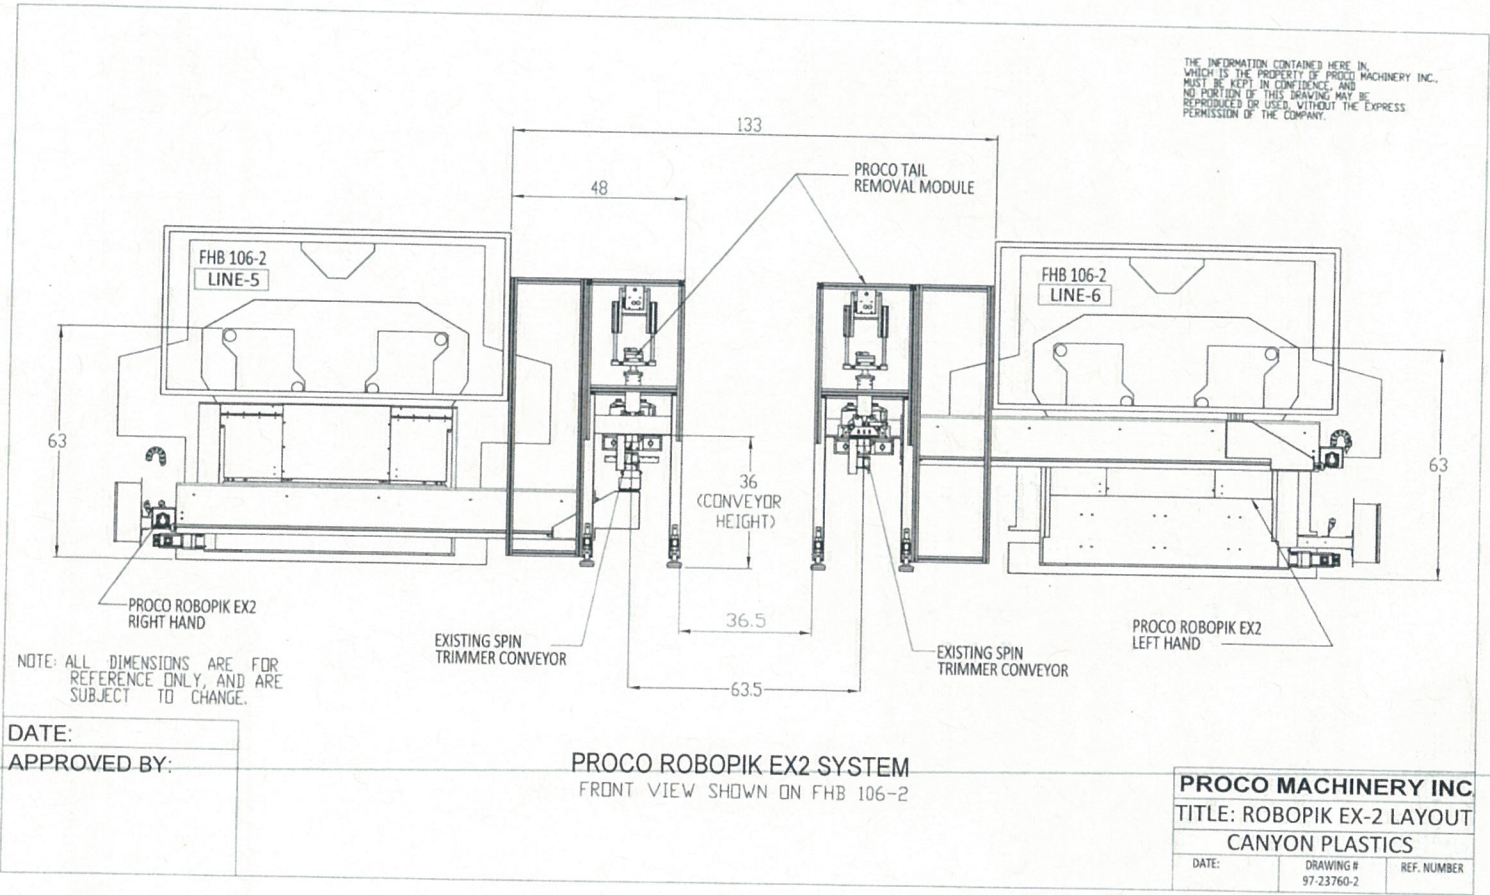 THE INFORMATION CONTAINED HERE IN,
WHICH IS THE PROPERTY OF PROCO MACHINERY INC.,
MUST BE KEPT IN CONFIDENCE, AND
NO PORTION OF THIS DRAWING MAY BE
REPRODUCED OR USED, WITHOUT THE EXPRESS
PERMISSION OF THE COMPANY.
133
48
PROCO TAIL
REMOVAL MODULE
FHB 106-2
LINE-5
FHB 106-2
LINE-6
63
63
36
(CONVEYOR
HEIGHT)
PROCO ROBOPIK EX2
RIGHT HAND
EXISTING SPIN
TRIMMER CONVEYOR
36.5
EXISTING SPIN
TRIMMER CONVEYOR
PROCO ROBOPIK EX2
LEFT HAND
63.5
NOTE: ALL DIMENSIONS ARE FOR
REFERENCE ONLY, AND ARE
SUBJECT TO CHANGE.
DATE:
APPROVED BY:
PROCO ROBOPIK EX2 SYSTEM
FRONT VIEW SHOWN ON FHB 106-2
PROCO MACHINERY INC
TITLE: ROBOPIK EX-2 LAYOUT
CANYON PLASTICS
DATE:
DRAWING #
97-23760-2
REF. NUMBER